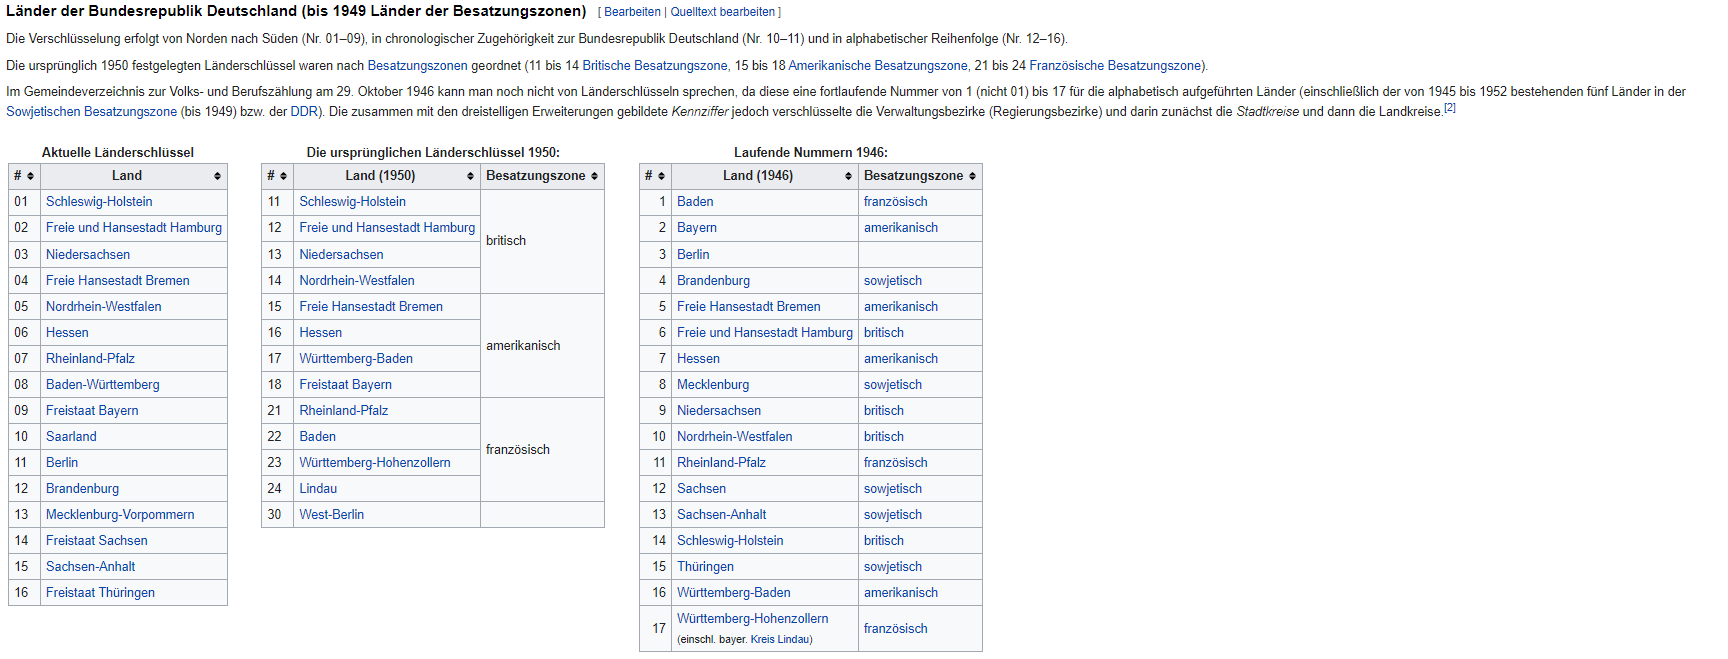 Länder der Bundesrepublik Deutschland (bis 1949 Länder der Besatzungszonen) [ Bearbeiten | Quelltext bearbeiten ]
Die Verschlüsselung erfolgt von Norden nach Süden (Nr. 01–09), in chronologischer Zugehörigkeit zur Bundesrepublik Deutschland (Nr. 10–11) und in alphabetischer Reihenfolge (Nr. 12–16).
Die ursprünglich 1950 festgelegten Länderschlüssel waren nach Besatzungszonen geordnet (11 bis 14 Britische Besatzungszone, 15 bis 18 Amerikanische Besatzungszone, 21 bis 24 Französische Besatzungszone).
Im Gemeindeverzeichnis zur Volks- und Berufszählung am 29. Oktober 1946 kann man noch nicht von Länderschlüsseln sprechen, da diese eine fortlaufende Nummer von 1 (nicht 01) bis 17 für die alphabetisch aufgeführten Länder (einschließlich der von 1945 bis 1952 bestehenden fünf Länder in der
Sowjetischen Besatzungszone (bis 1949) bzw. der DDR). Die zusammen mit den dreistelligen Erweiterungen gebildete Kennziffer jedoch verschlüsselte die Verwaltungsbezirke (Regierungsbezirke) und darin zunächst die Stadtkreise und dann die Landkreise.[2]
Aktuelle Länderschlüssel
# Land
01 Schleswig-Holstein
02 Freie und Hansestadt Hamburg
03 Niedersachsen
04 Freie Hansestadt Bremen
05 Nordrhein-Westfalen
06 Hessen
07 Rheinland-Pfalz
08 Baden-Württemberg
09 Freistaat Bayern
10 Saarland
11 Berlin
12 Brandenburg
13 Mecklenburg-Vorpommern
14 Freistaat Sachsen
15 Sachsen-Anhalt
16 Freistaat Thüringen
Die ursprünglichen Länderschlüssel 1950:
# Land (1950) Besatzungszone
11 Schleswig-Holstein
12 Freie und Hansestadt Hamburg
britisch
13 Niedersachsen
14 Nordrhein-Westfalen
15 Freie Hansestadt Bremen
16 Hessen
amerikanisch
17 Württemberg-Baden
18 Freistaat Bayern
21 Rheinland-Pfalz
22 Baden
französisch
23 Württemberg-Hohenzollern
24 Lindau
30 West-Berlin
Laufende Nummern 1946:
# Land (1946) Besatzungszone
1 Baden französisch
2 Bayern amerikanisch
3 Berlin
4 Brandenburg sowjetisch
5 Freie Hansestadt Bremen amerikanisch
6 Freie und Hansestadt Hamburg britisch
7 Hessen amerikanisch
8 Mecklenburg sowjetisch
9 Niedersachsen britisch
10 Nordrhein-Westfalen britisch
11 Rheinland-Pfalz französisch
12 Sachsen sowjetisch
13 Sachsen-Anhalt sowjetisch
14 Schleswig-Holstein britisch
15 Thüringen sowjetisch
16 Württemberg-Baden amerikanisch
17 Württemberg-Hohenzollern französisch
(einschl. bayer. Kreis Lindau)